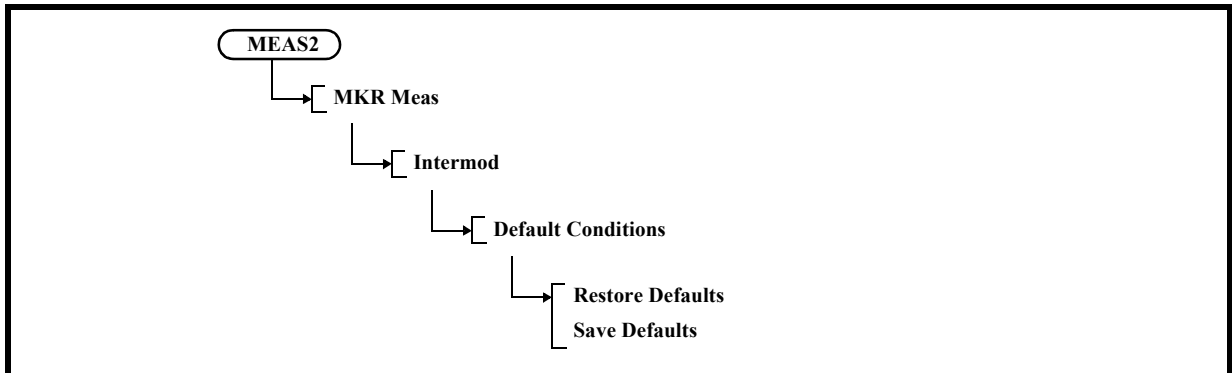 MEAS2
MKR Meas
Intermod
Default Conditions
Restore Defaults
Save Defaults